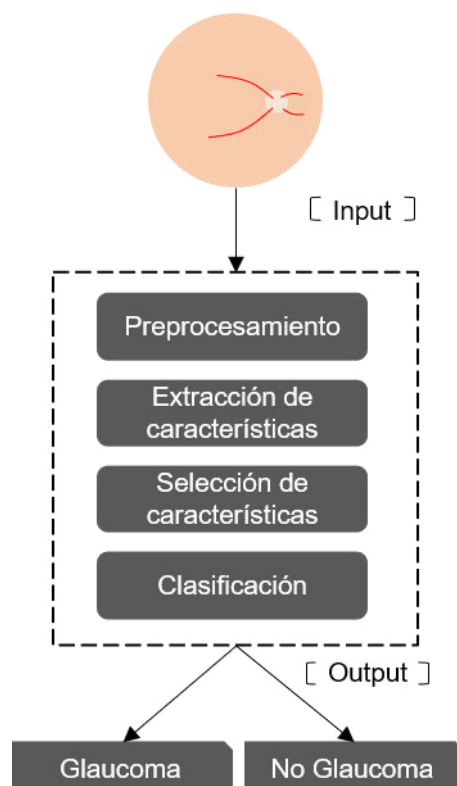 [ Input ]
Preprocesamiento
Extracción de
características
Selección de
características
Clasificación
[ Output ]
Glaucoma
No Glaucoma